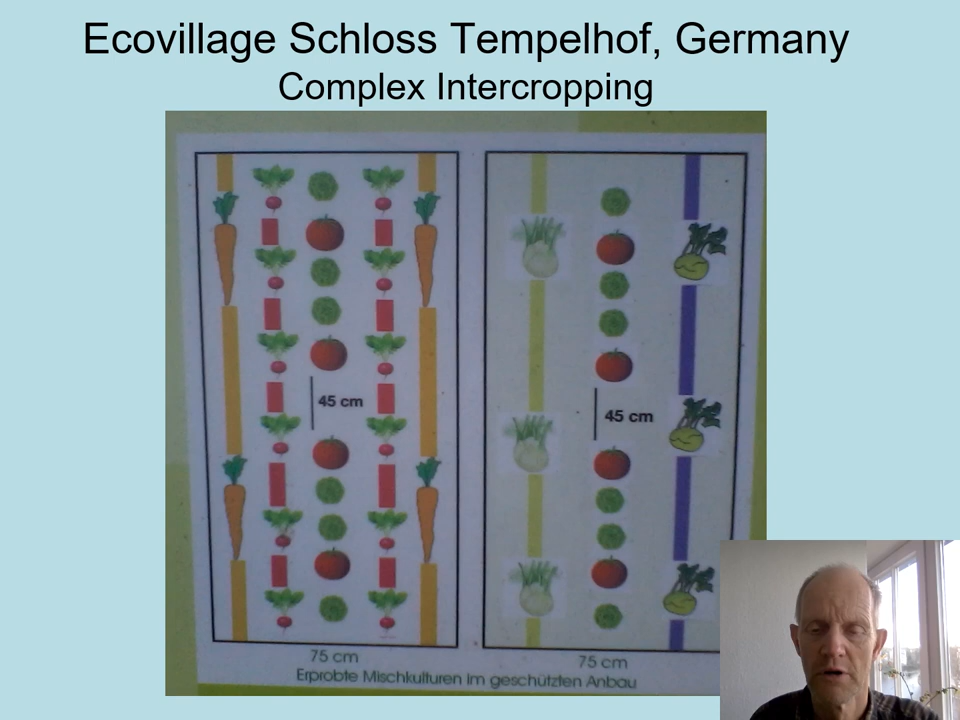 Ecovillage Schloss Tempelhof, Germany
Complex Intercropping
45 cm
45 cm
75 cm
75 cm
Erprobte Mischkulturen im geschützten Anbau